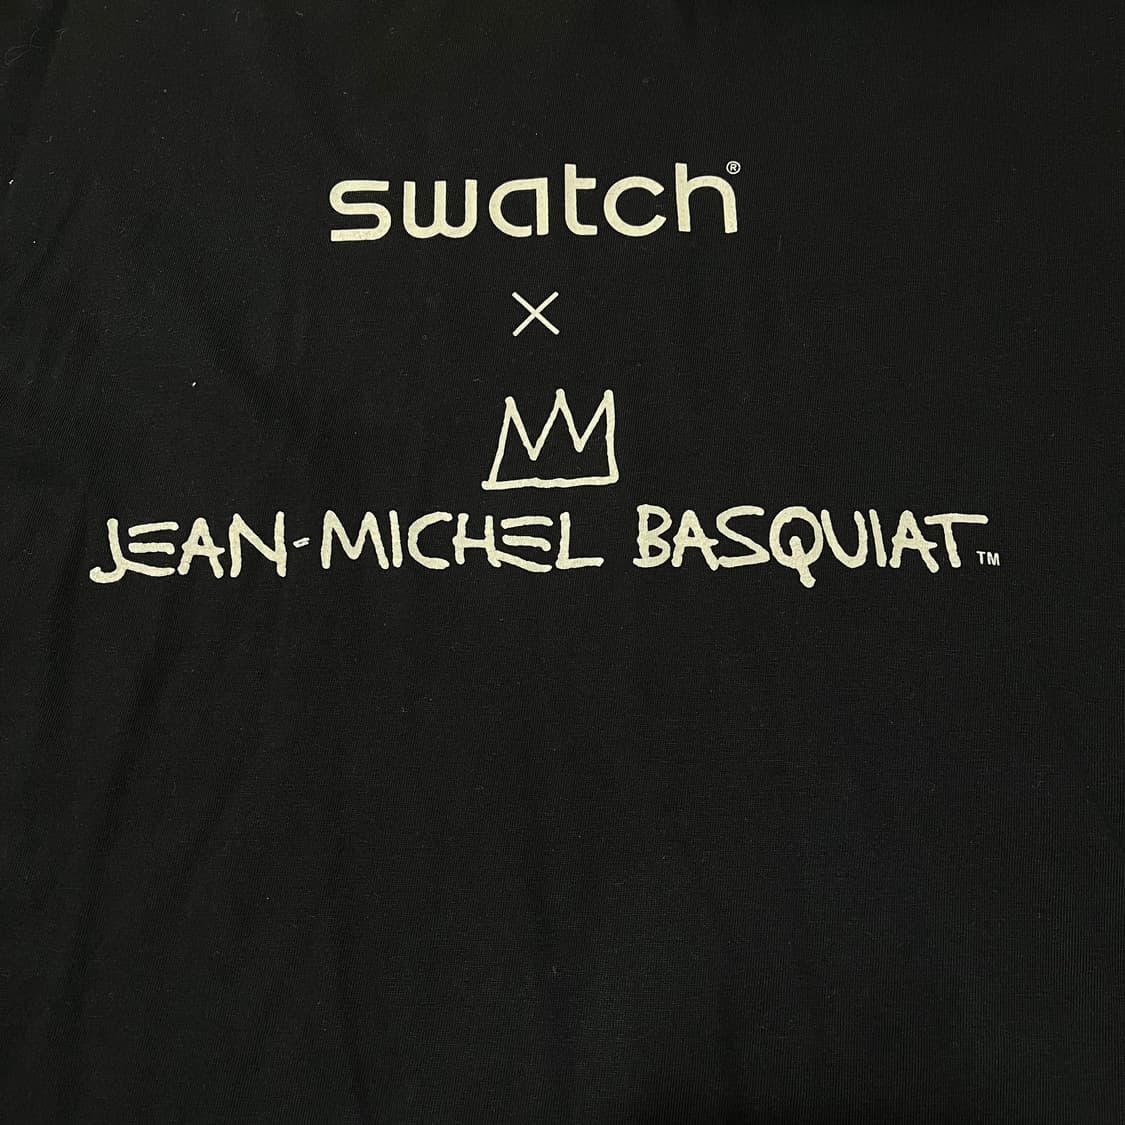 swatch®
×
JEAN-MICHEL BASQUIAT™